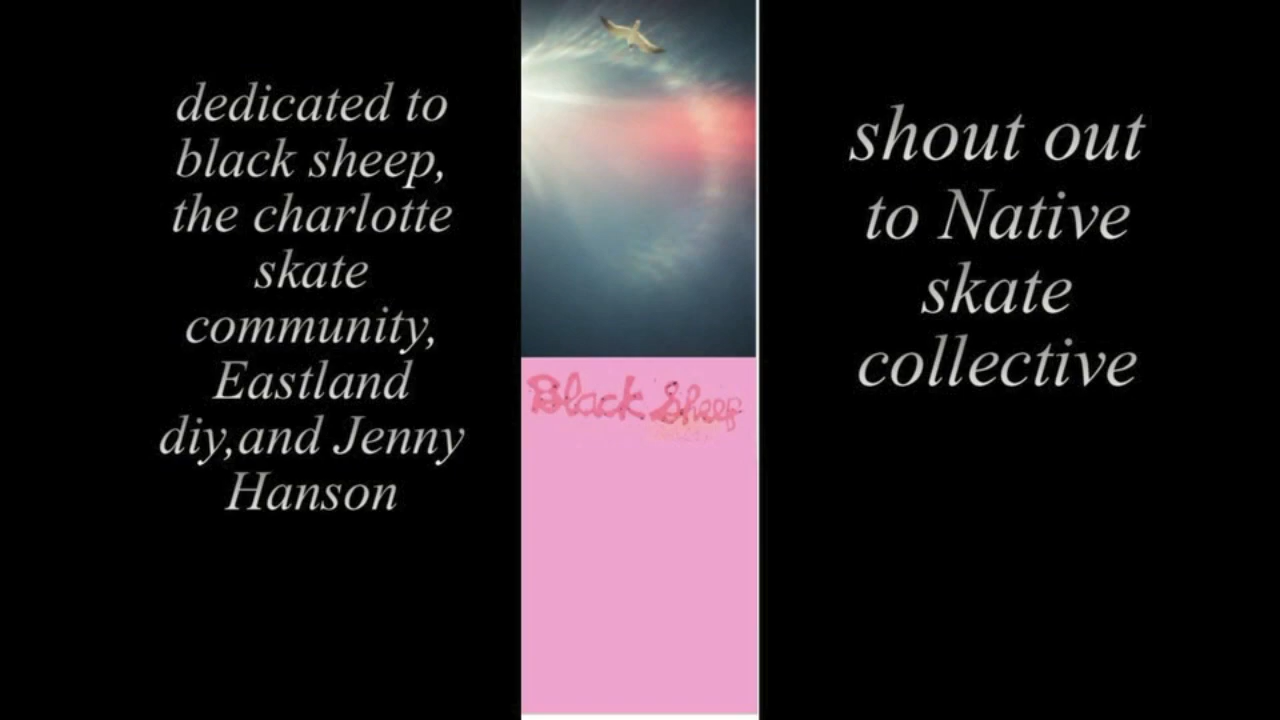 dedicated to
black sheep,
the charlotte
skate
community,
Eastland
diy,and Jenny
Hanson
Black Sheep
shout out
to Native
skate
collective